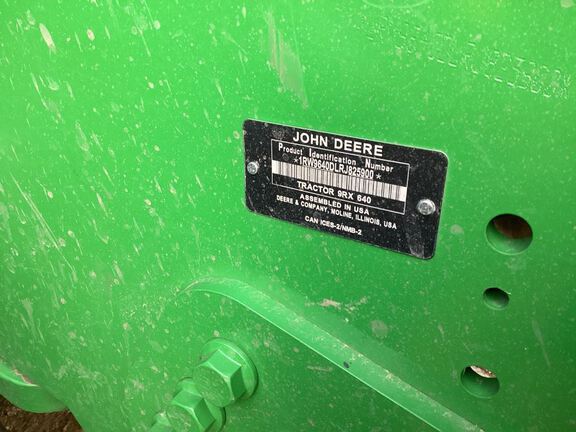 JOHN DEERE
Product Identification Number
*1RW9640DLRJ825900*
TRACTOR 9RX 640
ASSEMBLED IN USA
DEERE & COMPANY, MOLINE, ILLINOIS, USA
CAN ICES-2/NMB-2